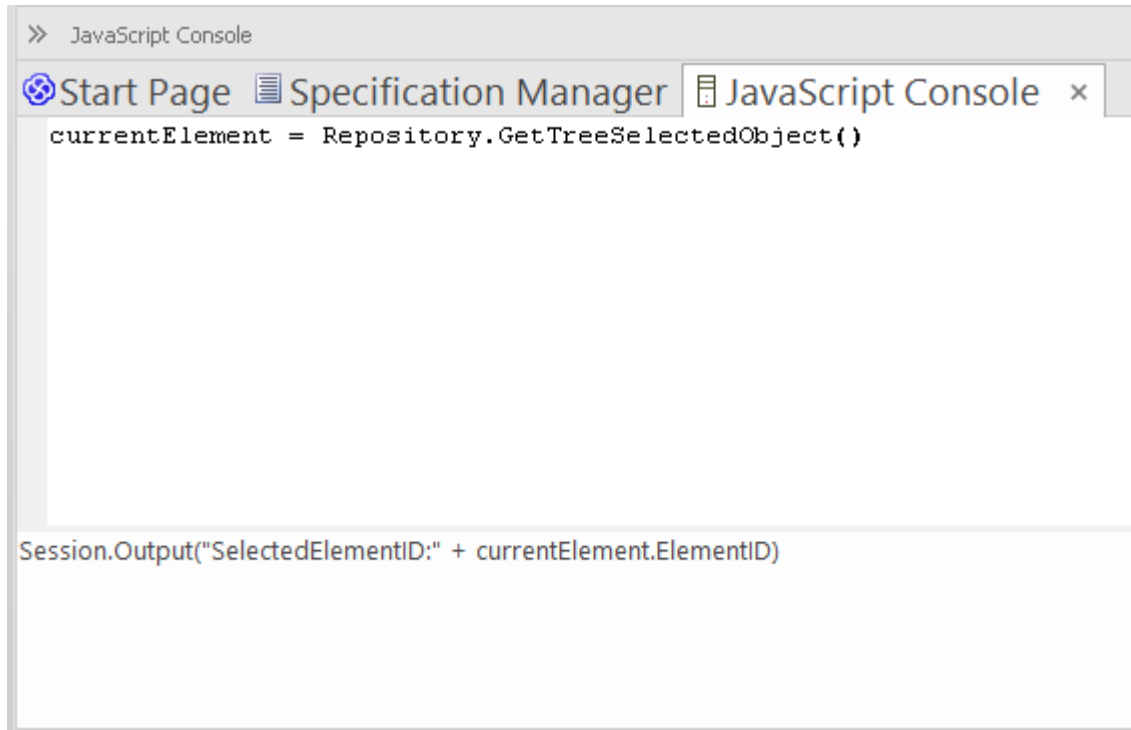 JavaScript Console
Start Page Specification Manager JavaScript Console
currentElement = Repository.GetTreeSelectedObject()
Session.Output("SelectedElementID:" + currentElement.ElementID)